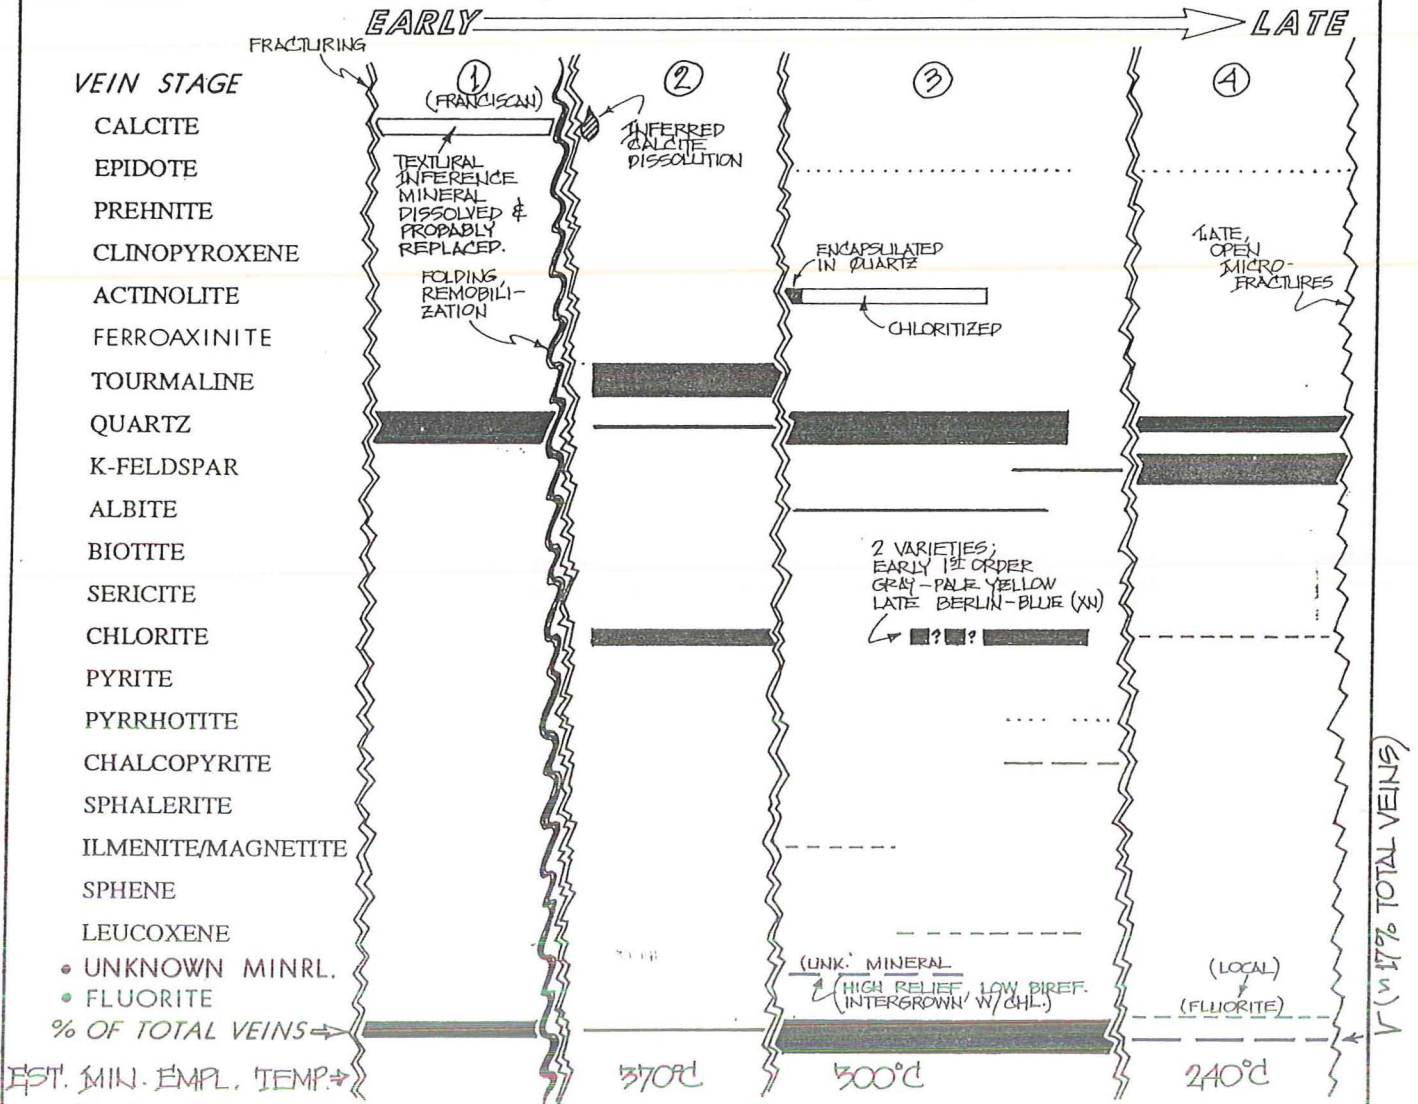 EARLY LATE
FRACTURING
VEIN STAGE 1 2 3 4
(FRANCISCAN)
CALCITE
INFERRED
CALCITE
DISSOLUTION
TEXTURAL
INFERENCE
MINERAL
DISSOLVED &
PROBABLY
REPLACED.
EPIDOTE
PREHNITE
CLINOPYROXENE
ENCAPSULATED
IN QUARTZ
LATE,
OPEN
MICRO-
FRACTURES
FOLDING,
REMOBILI-
ZATION
ACTINOLITE
CHLORITIZED
FERROAXINITE
TOURMALINE
QUARTZ
K-FELDSPAR
ALBITE
BIOTITE
2 VARIETIES;
EARLY 1ST ORDER
GRAY-PALE YELLOW
LATE BERLIN-BLUE (XN)
SERICITE
CHLORITE
? ?
PYRITE
PYRRHOTITE
CHALCOPYRITE
SPHALERITE
ILMENITE/MAGNETITE
SPHENE
LEUCOXENE
• UNKNOWN MINRL.
(UNK. MINERAL
(HIGH RELIEF, LOW BIREF.
INTERGROWN W/CHL.)
(LOCAL)
• FLUORITE
(FLUORITE)
% OF TOTAL VEINS
EST. MIN. EMPL. TEMP. 370°C 300°C 240°C
(~1/2% TOTAL VEINS)